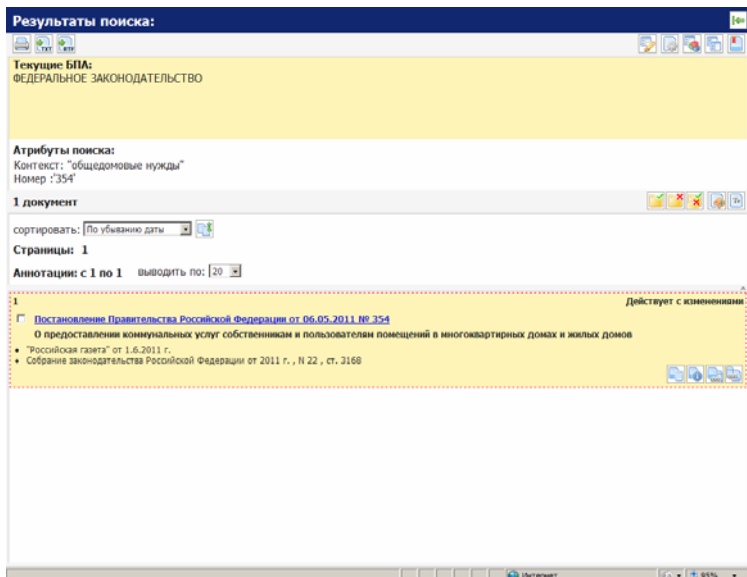 Результаты поиска:
TXT RTF
Текущие БПА:
ФЕДЕРАЛЬНОЕ ЗАКОНОДАТЕЛЬСТВО
Атрибуты поиска:
Контекст: "общедомовые нужды"
Номер :'354'
1 документ
сортировать: По убыванию даты
Страницы: 1
Аннотации: с 1 по 1 выводить по: 20
1 Действует с изменениями
Постановление Правительства Российской Федерации от 06.05.2011 № 354
О предоставлении коммунальных услуг собственникам и пользователям помещений в многоквартирных домах и жилых домов
• "Российская газета" от 1.6.2011 г.
• Собрание законодательства Российской Федерации от 2011 г. , N 22 , ст. 3168
Интернет 95%